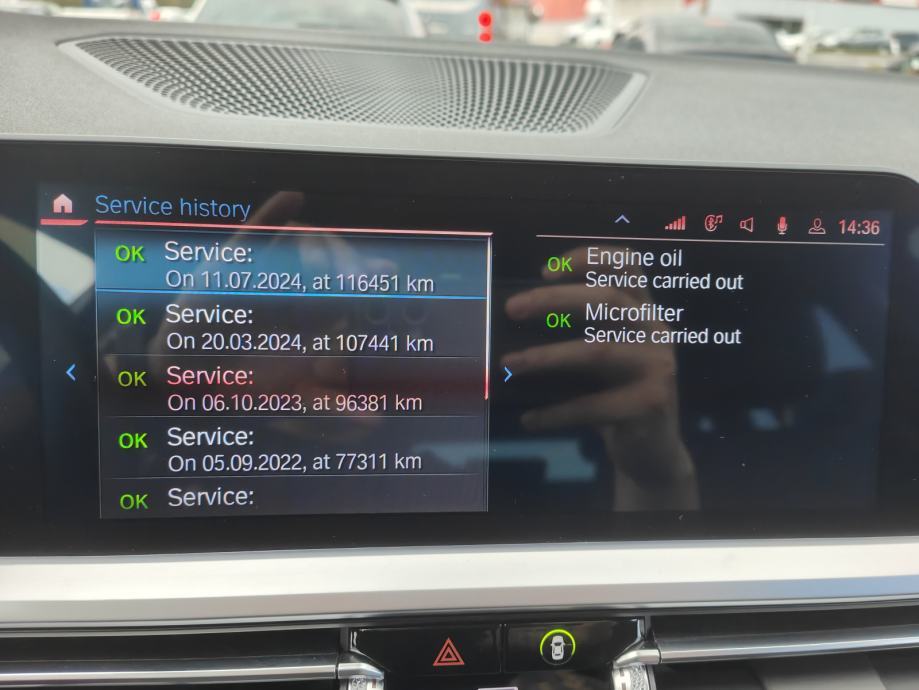 Service history
14:36
OK Service:
On 11.07.2024, at 116451 km
OK Service:
On 20.03.2024, at 107441 km
OK Service:
On 06.10.2023, at 96381 km
OK Service:
On 05.09.2022, at 77311 km
OK Service:
OK Engine oil
Service carried out
OK Microfilter
Service carried out